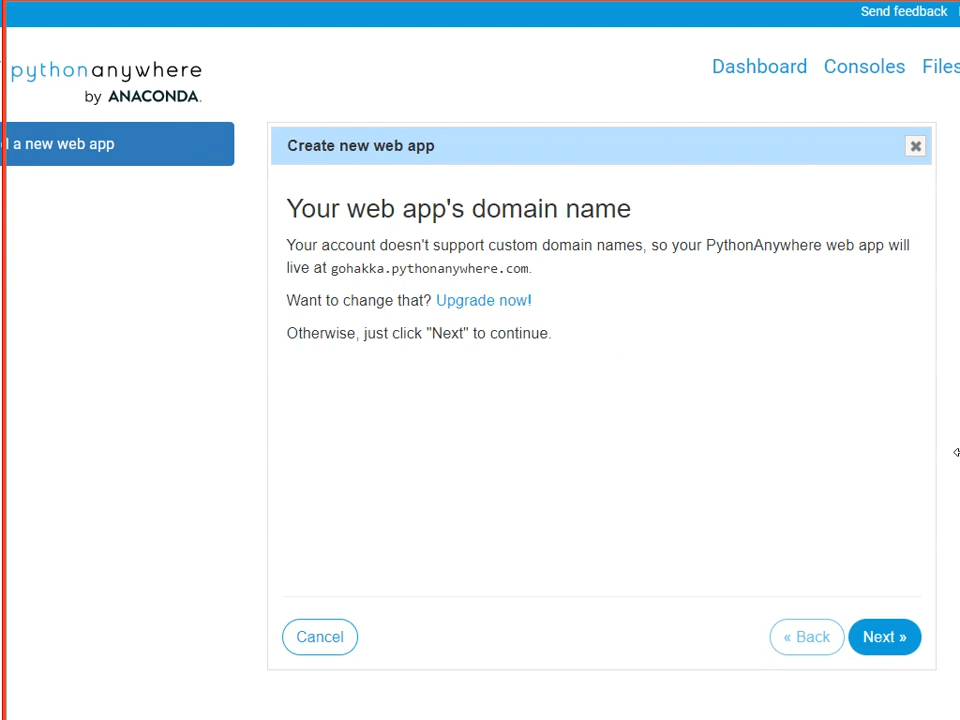 Send feedback
pythonanywhere
by ANACONDA.
Dashboard Consoles Files
a new web app
Create new web app
Your web app's domain name
Your account doesn't support custom domain names, so your PythonAnywhere web app will
live at gohakka.pythonanywhere.com.
Want to change that? Upgrade now!
Otherwise, just click "Next" to continue.
Cancel
« Back
Next »